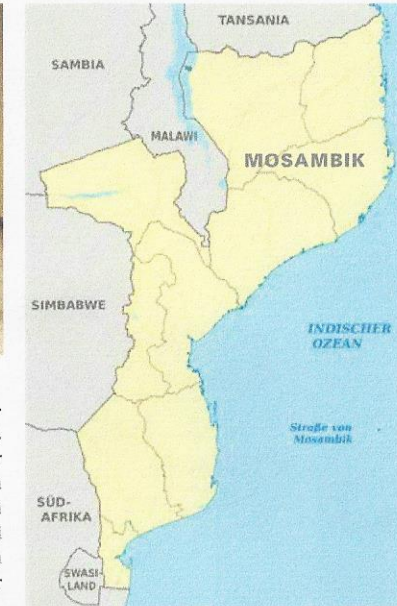 TANSANIA
SAMBIA
MALAWI
MOSAMBIK
SIMBABWE
INDISCHER
OZEAN
Straße von
Mosambik
SÜD-
AFRIKA
SWASI-
LAND